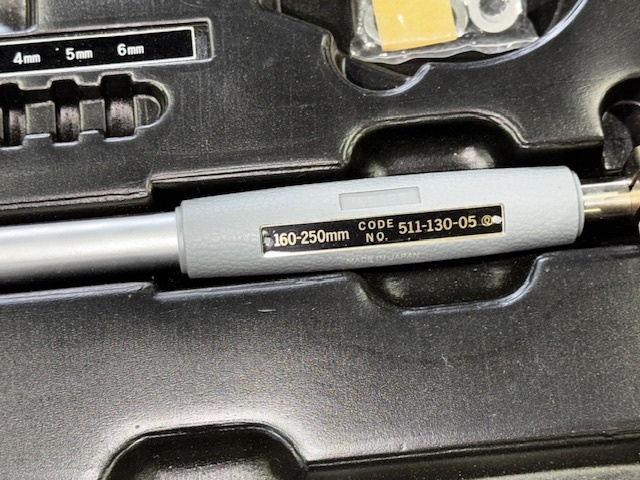 4mm 5mm 6mm
160-250mm CODE NO. 511-130-05
MADE IN JAPAN